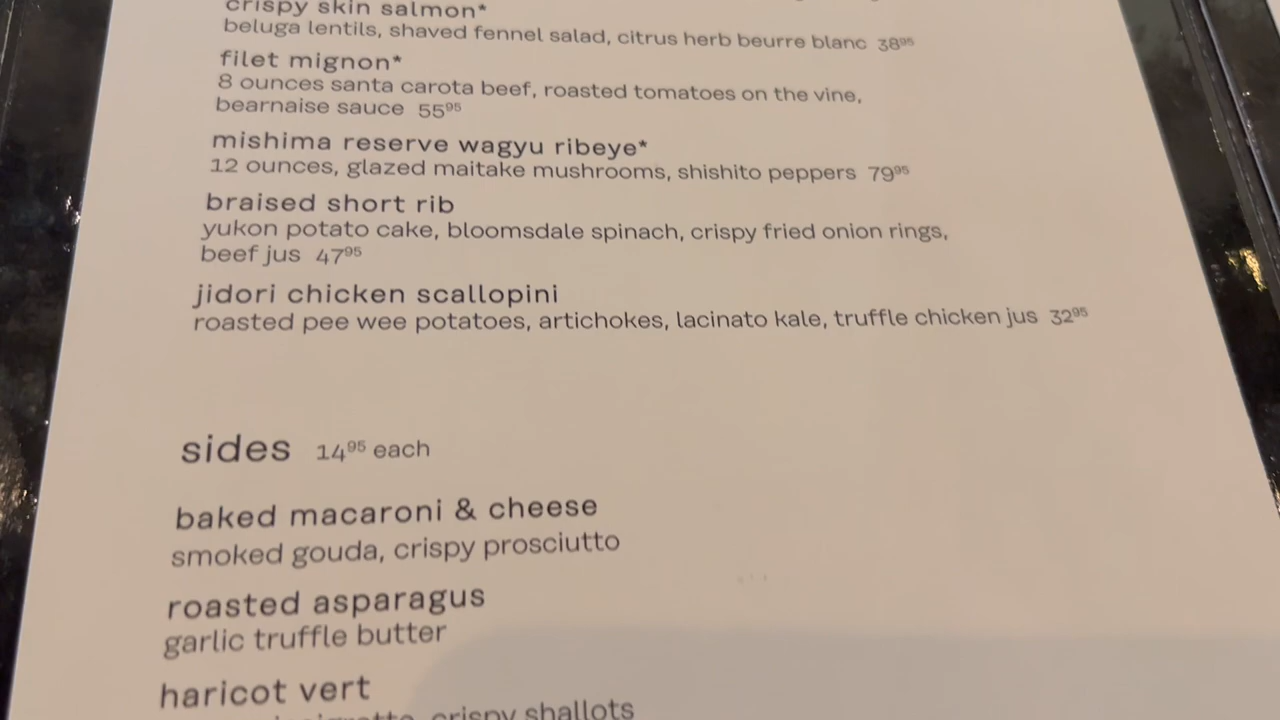 crispy skin salmon*
beluga lentils, shaved fennel salad, citrus herb beurre blanc 38⁹⁵
filet mignon*
8 ounces santa carota beef, roasted tomatoes on the vine,
bearnaise sauce 55⁹⁵
mishima reserve wagyu ribeye*
12 ounces, glazed maitake mushrooms, shishito peppers 79⁹⁵
braised short rib
yukon potato cake, bloomsdale spinach, crispy fried onion rings,
beef jus 47⁹⁵
jidori chicken scallopini
roasted pee wee potatoes, artichokes, lacinato kale, truffle chicken jus 32⁹⁵
sides 14⁹⁵ each
baked macaroni & cheese
smoked gouda, crispy prosciutto
roasted asparagus
garlic truffle butter
haricot vert
crispy shallots